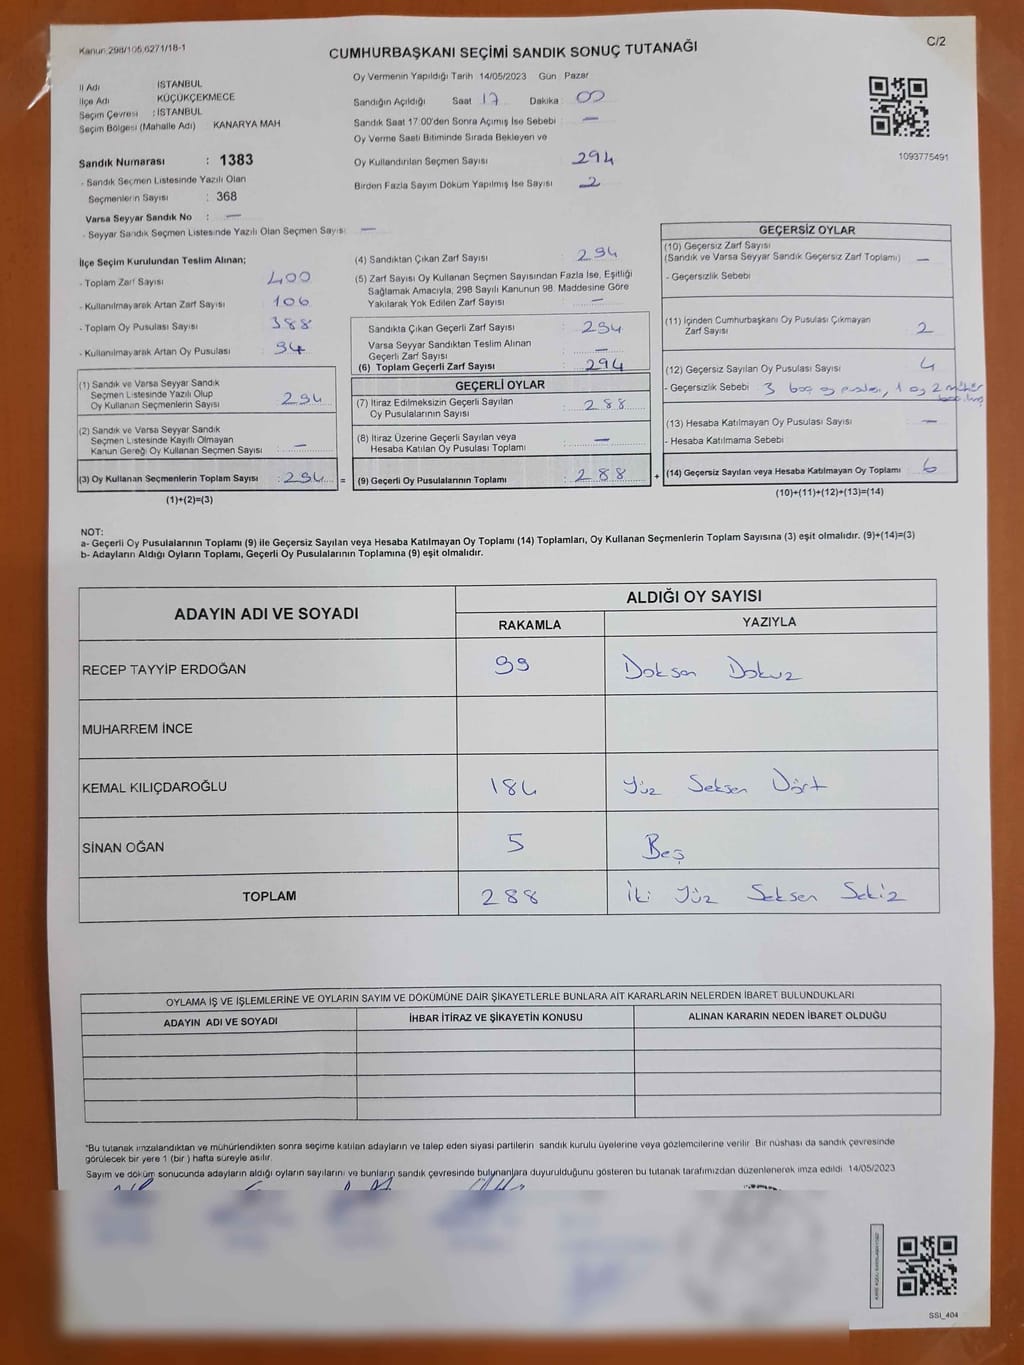 Kanun:298/106,6271/18-1
CUMHURBAŞKANI SEÇİMİ SANDIK SONUÇ TUTANAĞI
C/2
İl Adı İSTANBUL
İlçe Adı KÜÇÜKÇEKMECE
Seçim Çevresi : İSTANBUL
Seçim Bölgesi (Mahalle Adı) KANARYA MAH
Sandık Numarası : 1383
- Sandık Seçmen Listesinde Yazılı Olan
Seçmenlerin Sayısı : 368
Varsa Seyyar Sandık No : —
- Seyyar Sandık Seçmen Listesinde Yazılı Olan Seçmen Sayısı: —
Oy Vermenin Yapıldığı Tarih 14/05/2023 Gün Pazar
Sandığın Açıldığı Saat 17 Dakika : 00
Sandık Saat 17:00'den Sonra Açımış İse Sebebi : —
Oy Verme Saati Bitiminde Sırada Bekleyen ve
Oy Kullandırılan Seçmen Sayısı 294
Birden Fazla Sayım Döküm Yapılmış İse Sayısı 2
1093775491
İlçe Seçim Kurulundan Teslim Alınan;
- Toplam Zarf Sayısı : 400
- Kullanılmayarak Artan Zarf Sayısı : 106
- Toplam Oy Pusulası Sayısı : 388
- Kullanılmayarak Artan Oy Pusulası : 94
(1) Sandık ve Varsa Seyyar Sandık
Seçmen Listesinde Yazılı Olup
Oy Kullanan Seçmenlerin Sayısı : 294
(2) Sandık ve Varsa Seyyar Sandık
Seçmen Listesinde Kayıtlı Olmayan
Kanun Gereği Oy Kullanan Seçmen Sayısı : —
(3) Oy Kullanan Seçmenlerin Toplam Sayısı : 294 =
(1)+(2)=(3)
(4) Sandıktan Çıkan Zarf Sayısı : 294
(5) Zarf Sayısı Oy Kullanan Seçmen Sayısından Fazla İse, Eşitliği
Sağlamak Amacıyla, 298 Sayılı Kanunun 98. Maddesine Göre
Yakılarak Yok Edilen Zarf Sayısı : —
Sandıkta Çıkan Geçerli Zarf Sayısı : 294
Varsa Seyyar Sandıktan Teslim Alınan
Geçerli Zarf Sayısı : —
(6) Toplam Geçerli Zarf Sayısı : 294
GEÇERLİ OYLAR
(7) İtiraz Edilmeksizin Geçerli Sayılan
Oy Pusulalarının Sayısı : 288
(8) İtiraz Üzerine Geçerli Sayılan veya
Hesaba Katılan Oy Pusulası Toplamı : —
(9) Geçerli Oy Pusulalarının Toplamı : 288 +
GEÇERSİZ OYLAR
(10) Geçersiz Zarf Sayısı
(Sandık ve Varsa Seyyar Sandık Geçersiz Zarf Toplamı) : —
- Geçersizlik Sebebi
(11) İçinden Cumhurbaşkanı Oy Pusulası Çıkmayan
Zarf Sayısı : 2
(12) Geçersiz Sayılan Oy Pusulası Sayısı : 4
- Geçersizlik Sebebi 3 boş oy pusulası, 1 oy 2 mühür
basılmış
(13) Hesaba Katılmayan Oy Pusulası Sayısı : —
- Hesaba Katılmama Sebebi
(14) Geçersiz Sayılan veya Hesaba Katılmayan Oy Toplamı : 6
(10)+(11)+(12)+(13)=(14)
NOT:
a- Geçerli Oy Pusulalarının Toplamı (9) ile Geçersiz Sayılan veya Hesaba Katılmayan Oy Toplamı (14) Toplamları, Oy Kullanan Seçmenlerin Toplam Sayısına (3) eşit olmalıdır. (9)+(14)=(3)
b- Adayların Aldığı Oyların Toplamı, Geçerli Oy Pusulalarının Toplamına (9) eşit olmalıdır.
ADAYIN ADI VE SOYADI
ALDIĞI OY SAYISI
RAKAMLA YAZIYLA
RECEP TAYYİP ERDOĞAN 99 Doksan Dokuz
MUHARREM İNCE
KEMAL KILIÇDAROĞLU 184 Yüz Seksen Dört
SİNAN OĞAN 5 Beş
TOPLAM 288 İki Yüz Seksen Sekiz
OYLAMA İŞ VE İŞLEMLERİNE VE OYLARIN SAYIM VE DÖKÜMÜNE DAİR ŞİKAYETLERLE BUNLARA AİT KARARLARIN NELERDEN İBARET BULUNDUKLARI
ADAYIN ADI VE SOYADI İHBAR İTİRAZ VE ŞİKAYETİN KONUSU ALINAN KARARIN NEDEN İBARET OLDUĞU
*Bu tutanak imzalandıktan ve mühürlendikten sonra seçime katılan adayların ve talep eden siyasi partilerin sandık kurulu üyelerine veya gözlemcilerine verilir. Bir nüshası da sandık çevresinde
görülecek bir yere 1 (bir) hafta süreyle asılır.
Sayım ve döküm sonucunda adayların aldığı oyların sayılarını ve bunların sandık çevresinde bulunanlara duyurulduğunu gösteren bu tutanak tarafımızdan düzenlenerek imza edildi 14/05/2023
SSI_404